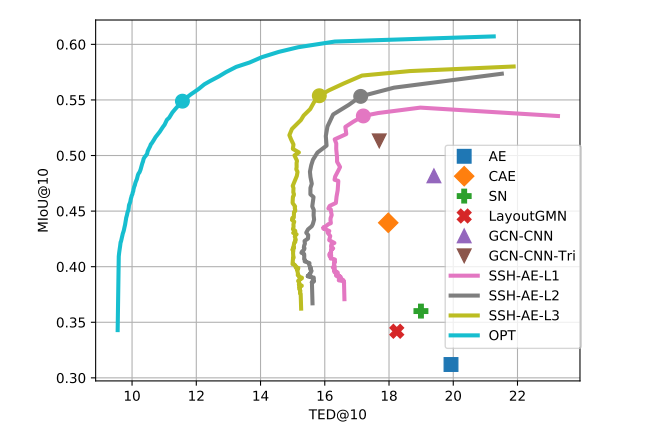 0.60
0.55
0.50
0.45
0.40
0.35
0.30
MIoU@10
10
12
14
16
18
20
22
TED@10
AE
CAE
SN
LayoutGMN
GCN-CNN
GCN-CNN-Tri
SSH-AE-L1
SSH-AE-L2
SSH-AE-L3
OPT